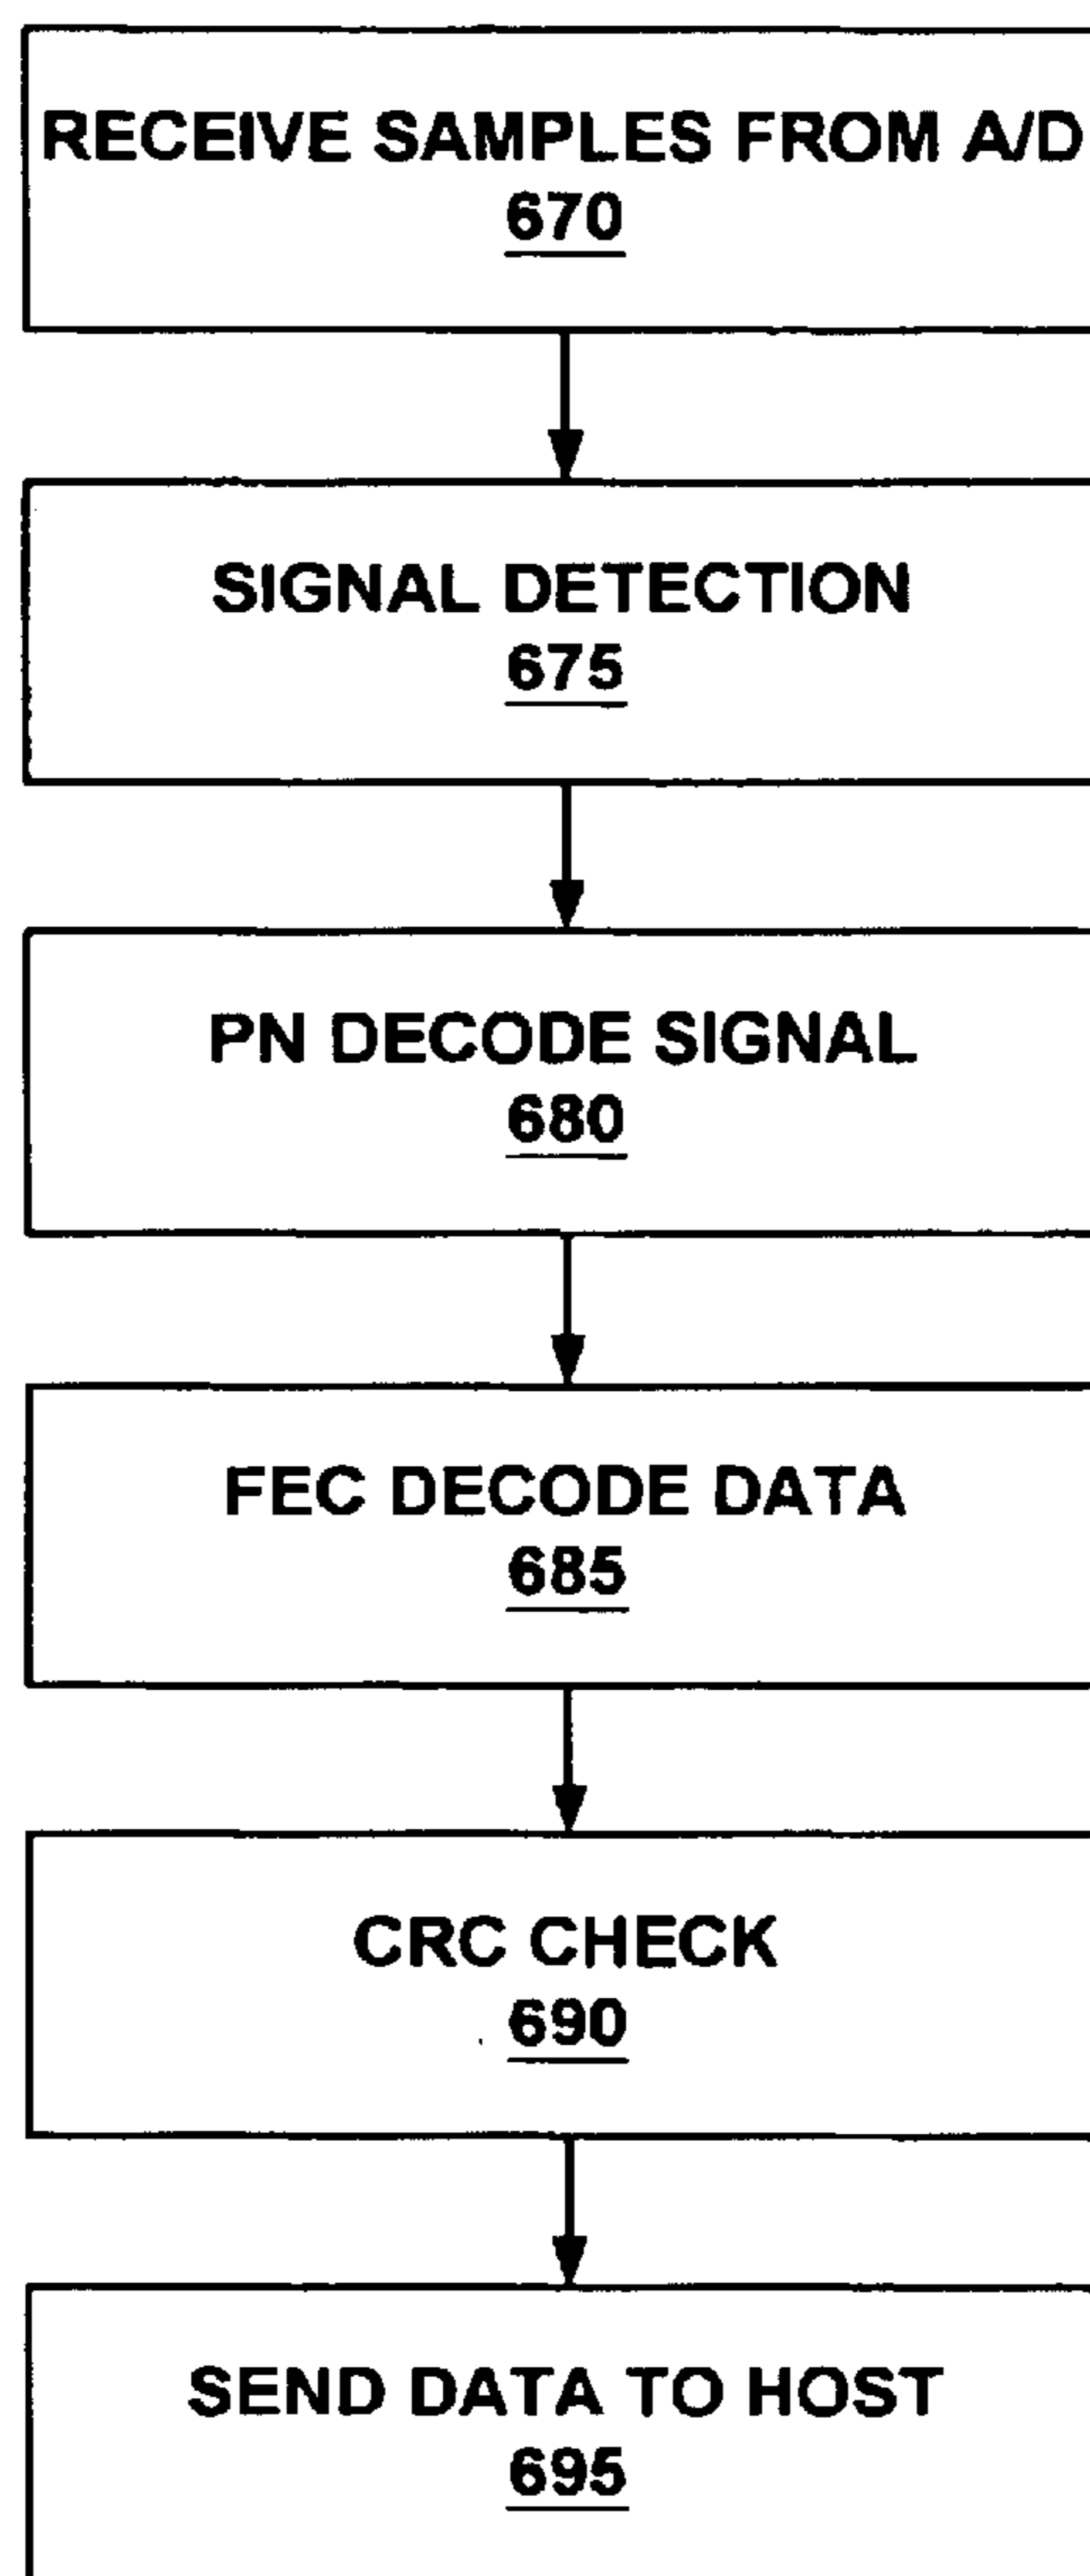 RECEIVE SAMPLES FROM A/D
670
SIGNAL DETECTION
675
PN DECODE SIGNAL
680
FEC DECODE DATA
685
CRC CHECK
690
SEND DATA TO HOST
695